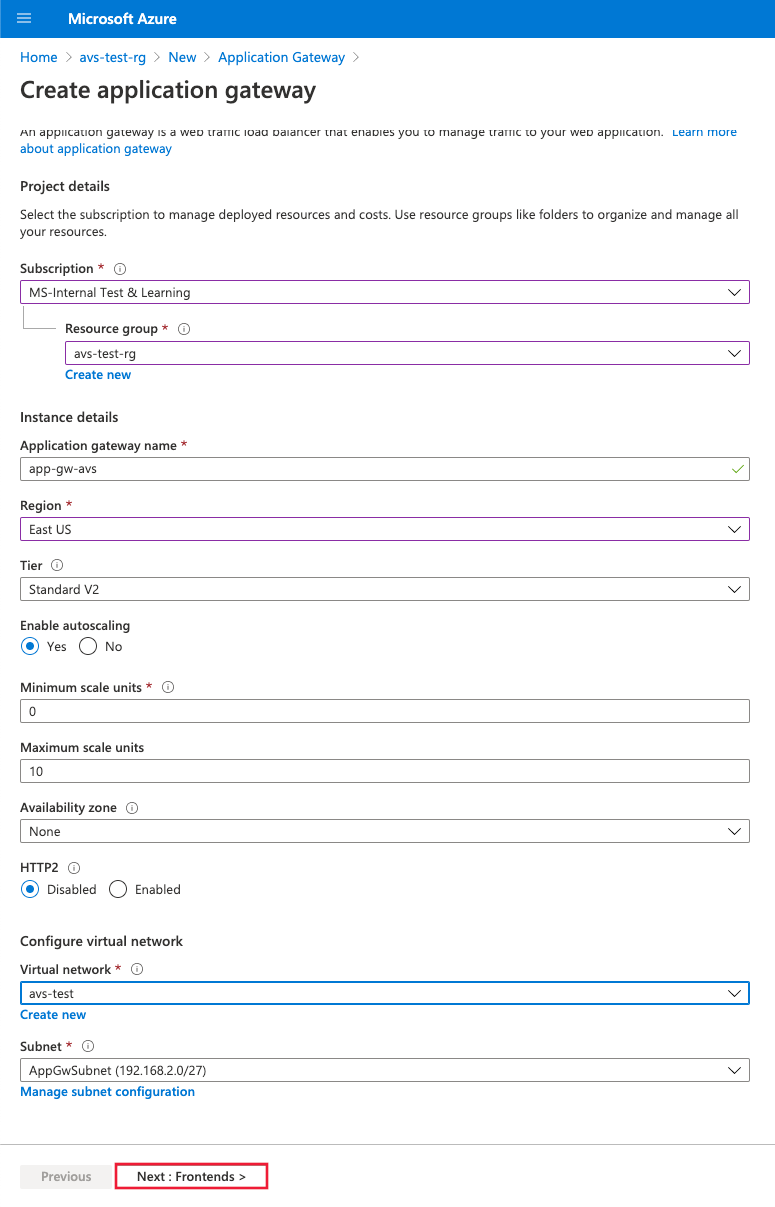 Microsoft Azure
Home > avs-test-rg > New > Application Gateway >
Create application gateway
An application gateway is a web traffic load balancer that enables you to manage traffic to your web application. Learn more
about application gateway
Project details
Select the subscription to manage deployed resources and costs. Use resource groups like folders to organize and manage all
your resources.
Subscription *
MS-Internal Test & Learning
Resource group *
avs-test-rg
Create new
Instance details
Application gateway name *
app-gw-avs
Region *
East US
Tier
Standard V2
Enable autoscaling
Yes No
Minimum scale units *
0
Maximum scale units
10
Availability zone
None
HTTP2
Disabled Enabled
Configure virtual network
Virtual network *
avs-test
Create new
Subnet *
AppGwSubnet (192.168.2.0/27)
Manage subnet configuration
Previous Next : Frontends >